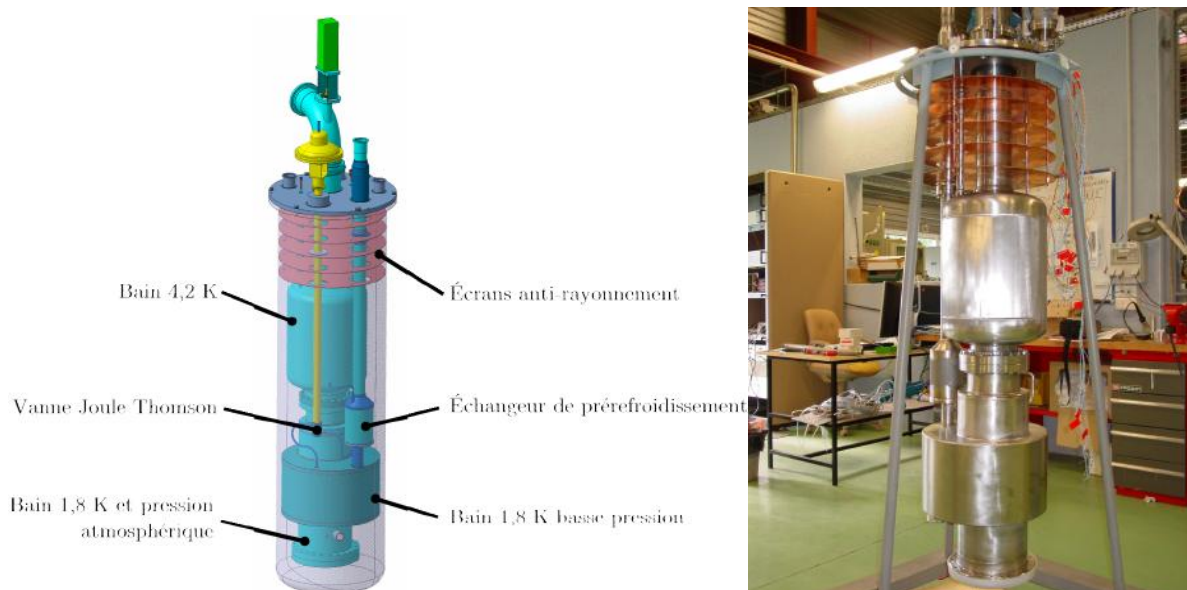 Bain 4,2 K
Écrans anti-rayonnement
Vanne Joule Thomson
Échangeur de prérefroidissement
Bain 1,8 K et pression
atmosphérique
Bain 1,8 K basse pression